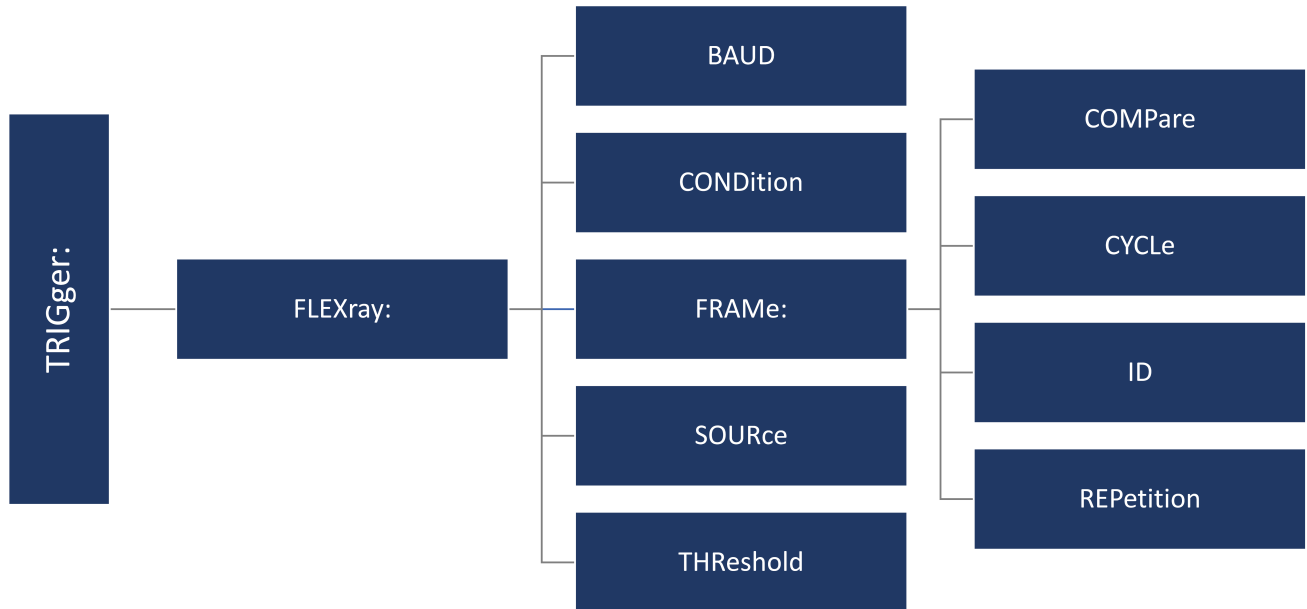 TRIGger:
FLEXray:
BAUD
CONDition
FRAMe:
SOURce
THReshold
COMPare
CYCLe
ID
REPetition